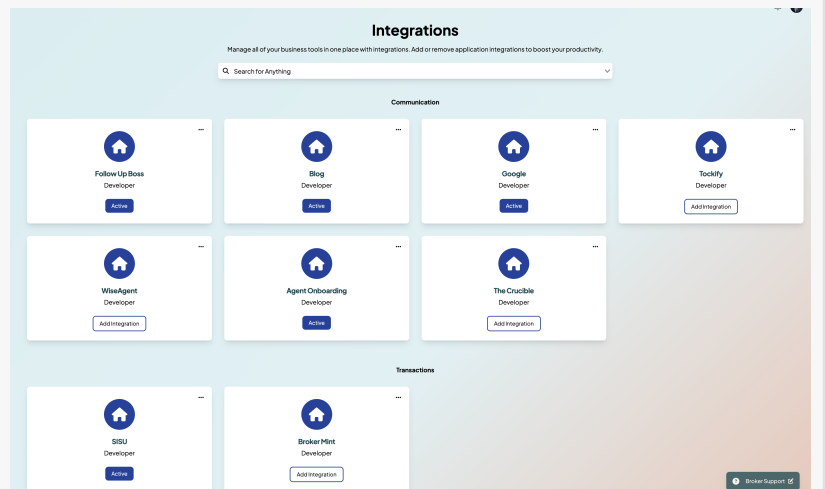 Integrations
Manage all of your business tools in one place with integrations. Add or remove application integrations to boost your productivity.
Search for Anything
Communication
Follow Up Boss
Developer
Active
Blog
Developer
Active
Google
Developer
Active
Tockify
Developer
Add Integration
WiseAgent
Developer
Add Integration
Agent Onboarding
Developer
Active
The Crucible
Developer
Add Integration
Transactions
SISU
Developer
Active
Broker Mint
Developer
Add Integration
Broker Support